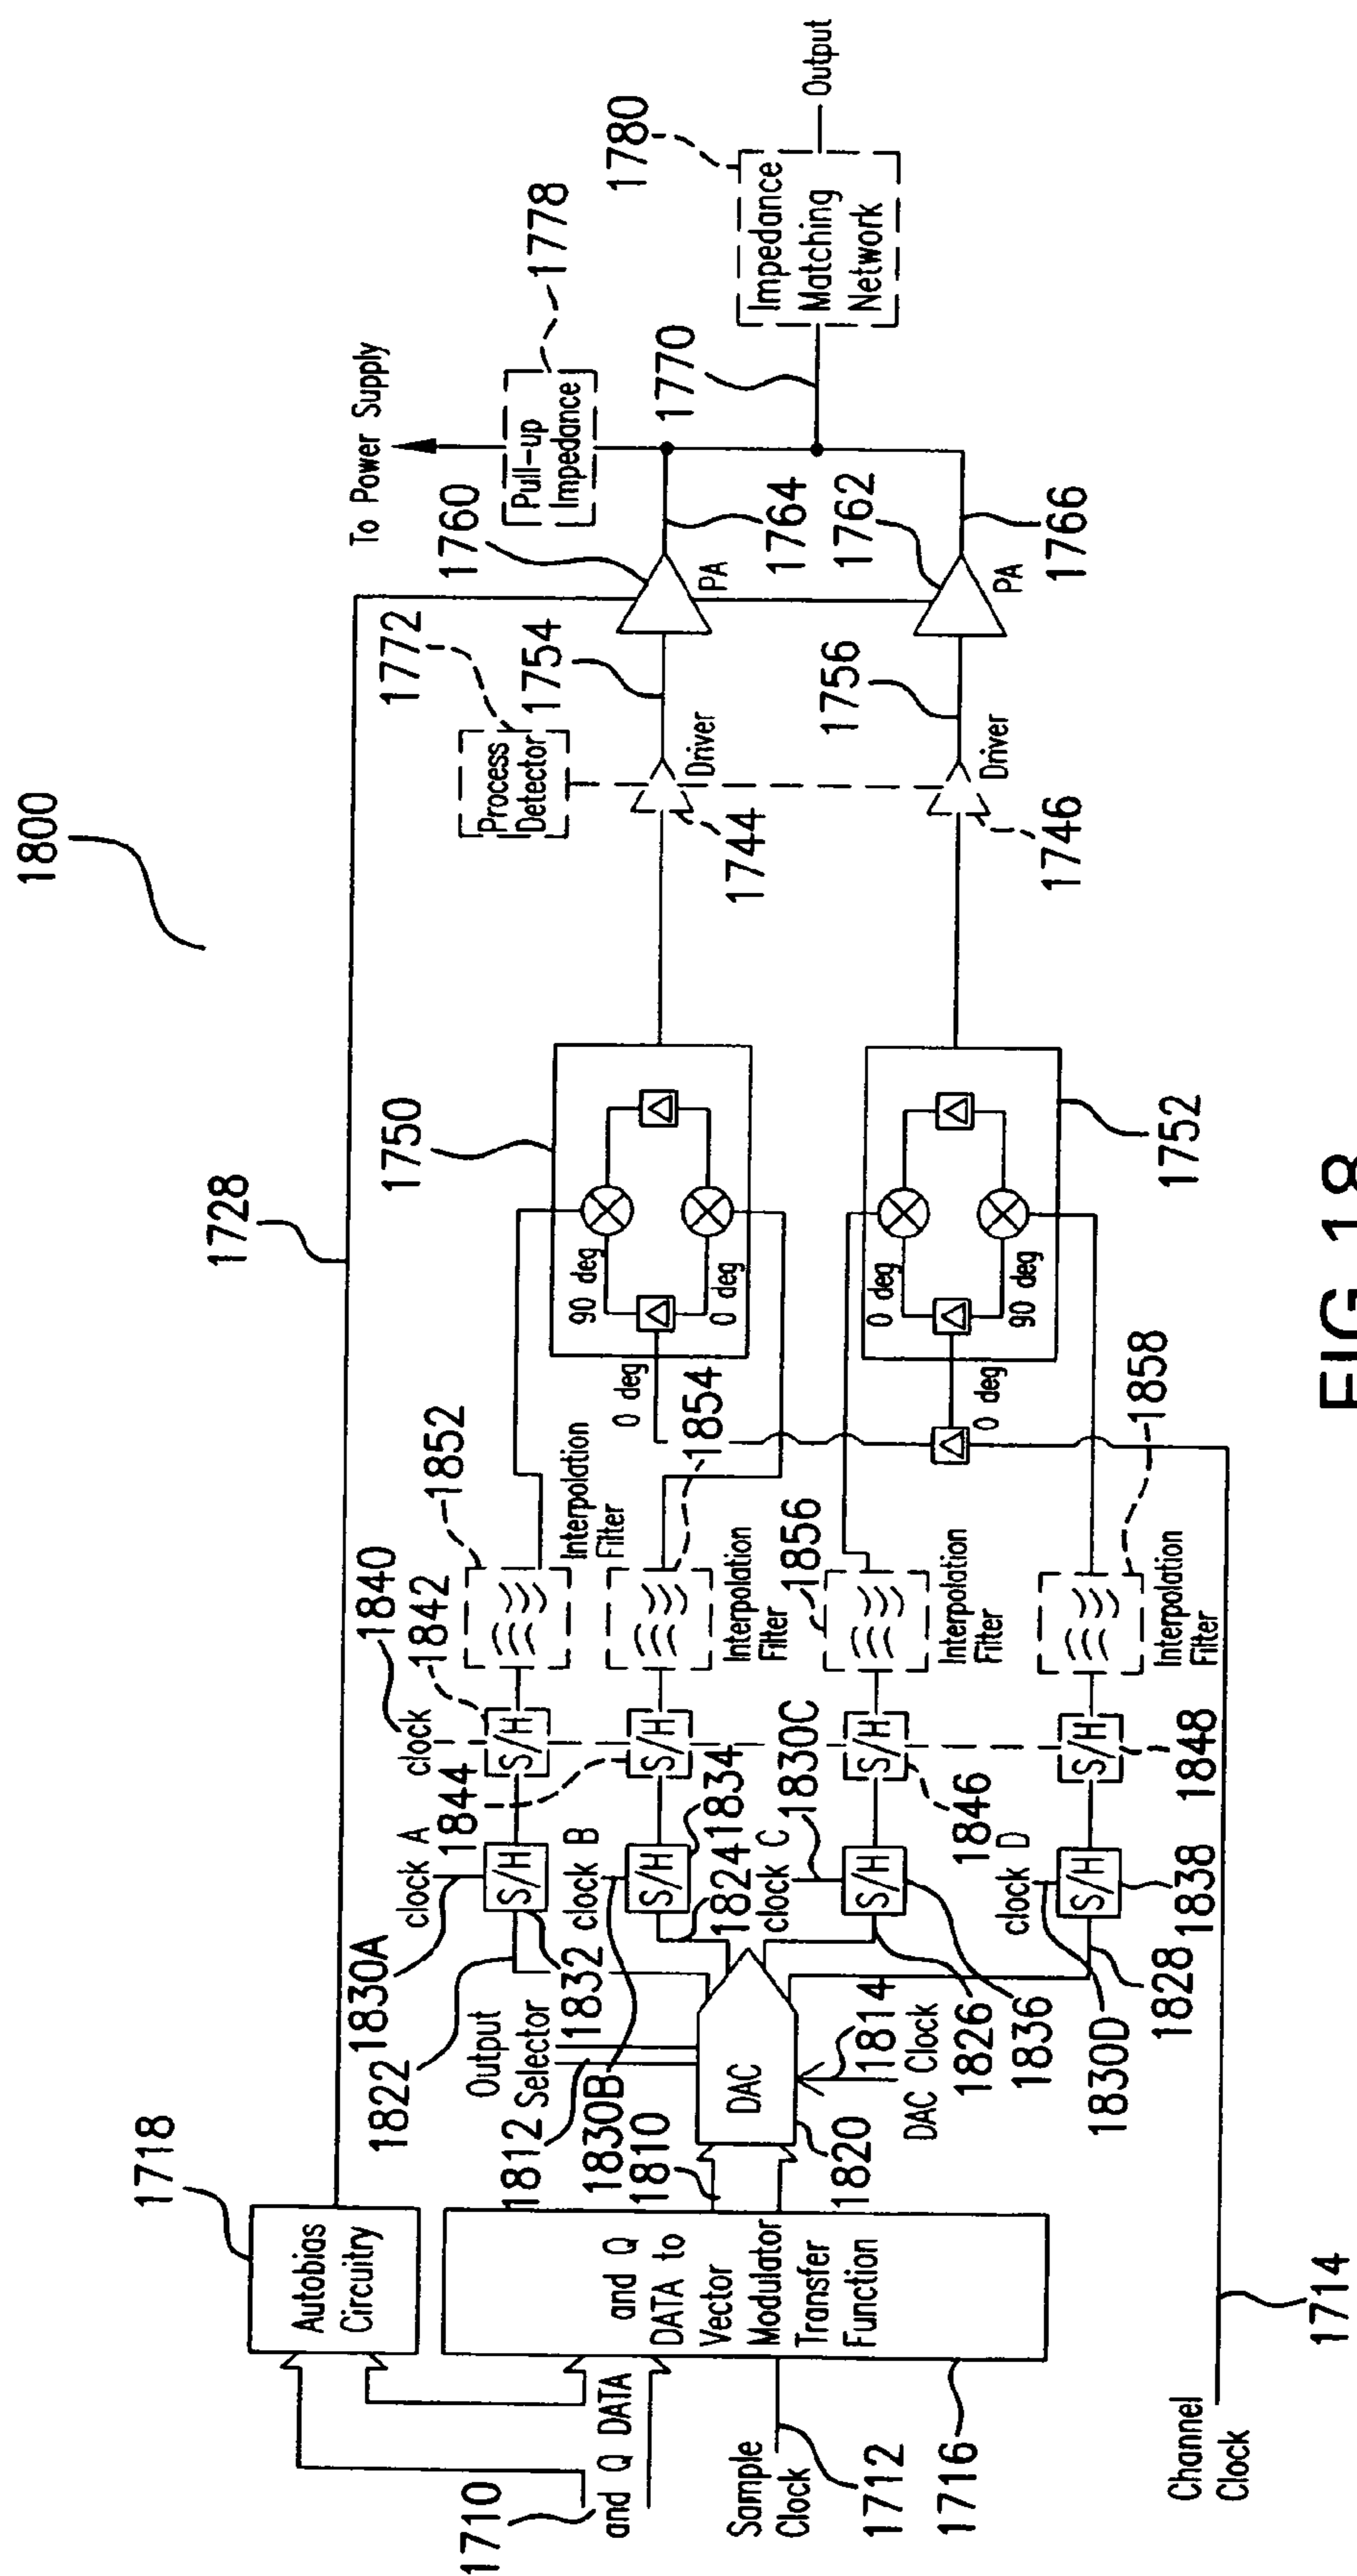 1800
1718
Autobias
Circuitry
1728
1710
and Q DATA
Sample
Clock
1712
1716
and Q
DATA to
Vector
Modulator
Transfer
Function
1810
1812
Output
Selector
DAC
1820
1814
DAC Clock
1822
1824
1826
1828
1830A
clock A
1830B
clock B
1830C
clock C
1830D
clock D
S/H
1832
S/H
1834
S/H
1836
S/H
1838
1840
clock
S/H
1842
S/H
1844
S/H
1846
S/H
1848
1852
Interpolation
Filter
1854
Interpolation
Filter
1856
Interpolation
Filter
1858
Interpolation
Filter
Channel
Clock
1714
0 deg
0 deg
1750
90 deg
0 deg
1752
0 deg
90 deg
Process
Detector
1772
Driver
1744
Driver
1746
1754
1756
1760
PA
1762
PA
1764
1766
To Power Supply
Pull-up
Impedance
1778
1770
Impedance
Matching
Network
1780
Output
FIG. 18